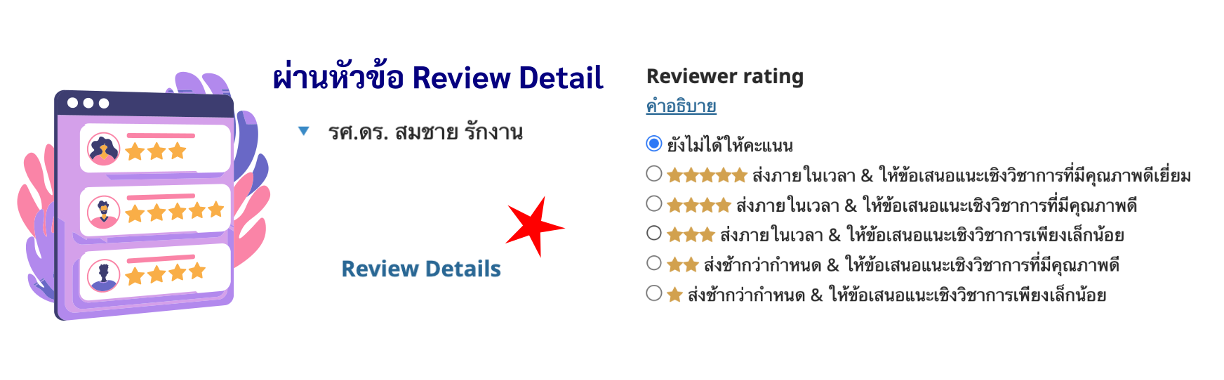 ผ่านหัวข้อ Review Detail
รศ.ดร. สมชาย รักงาน
Review Details
Reviewer rating
คำอธิบาย
ยังไม่ได้ให้คะแนน
ส่งภายในเวลา & ให้ข้อเสนอแนะเชิงวิชาการที่มีคุณภาพดีเยี่ยม
ส่งภายในเวลา & ให้ข้อเสนอแนะเชิงวิชาการที่มีคุณภาพดี
ส่งภายในเวลา & ให้ข้อเสนอแนะเชิงวิชาการเพียงเล็กน้อย
ส่งช้ากว่ากำหนด & ให้ข้อเสนอแนะเชิงวิชาการที่มีคุณภาพดี
ส่งช้ากว่ากำหนด & ให้ข้อเสนอแนะเชิงวิชาการเพียงเล็กน้อย